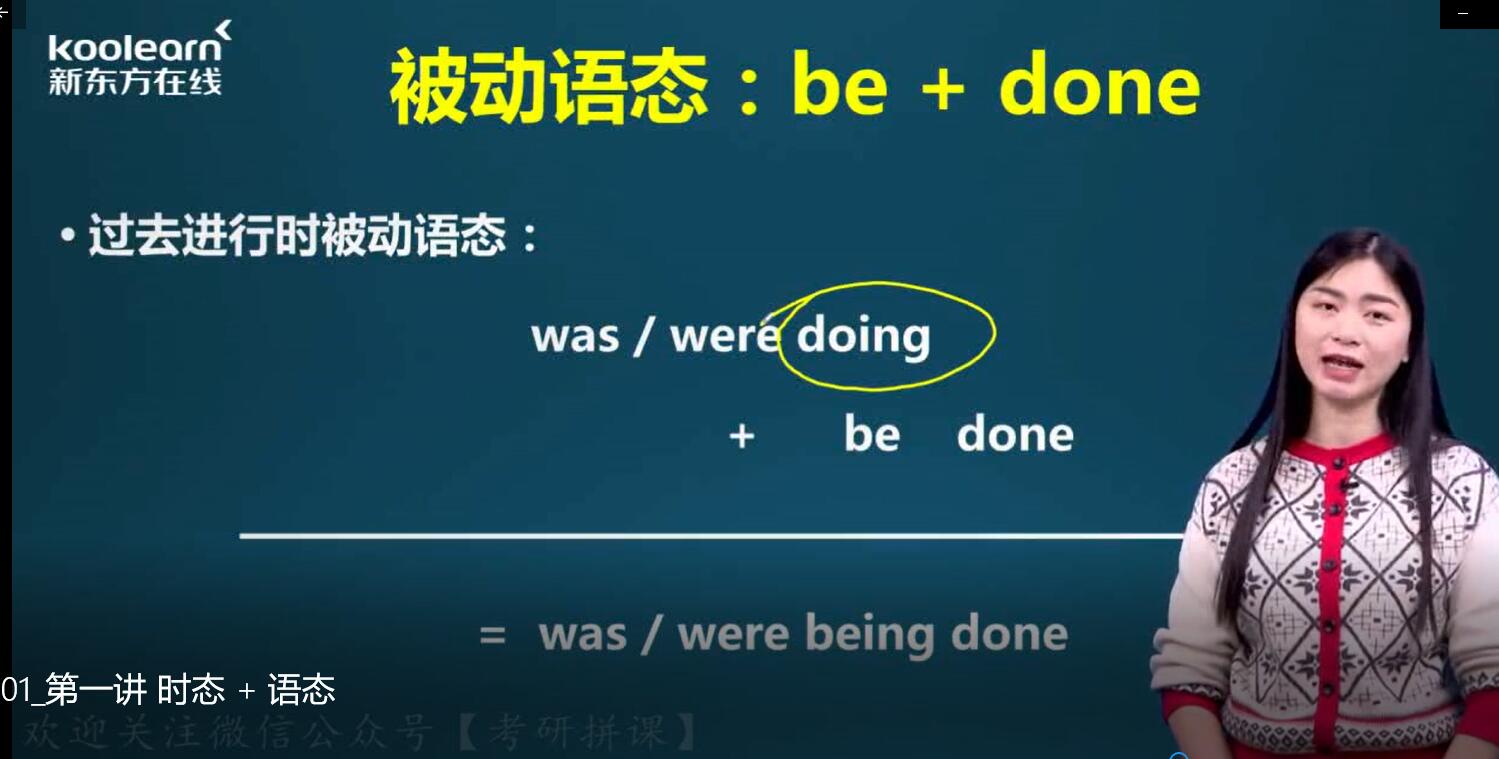 koolearn
新东方在线
被动语态：be + done
• 过去进行时被动语态：
was / were doing
+ be done
= was / were being done
01_第一讲 时态 + 语态
欢迎关注微信公众号【考研拼课】